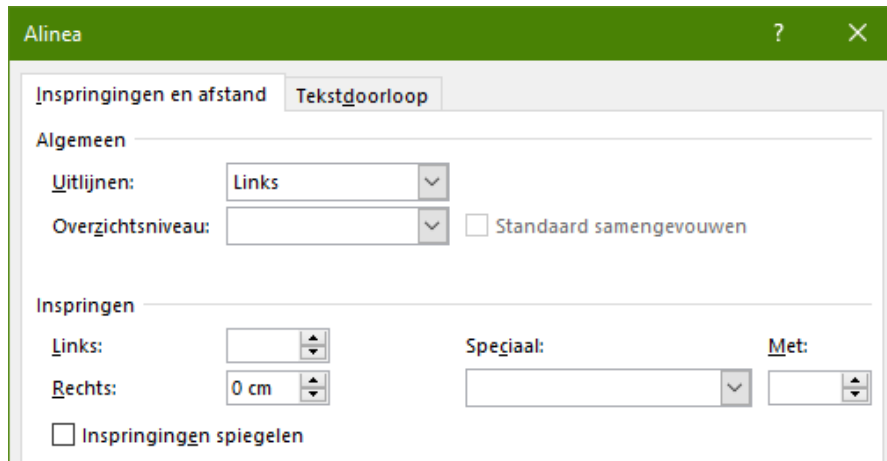 Alinea ?
Inspringingen en afstand Tekstdoorloop
Algemeen
Uitlijnen: Links
Overzichtsniveau: Standaard samengevouwen
Inspringen
Links: Speciaal: Met:
Rechts: 0 cm
Inspringingen spiegelen